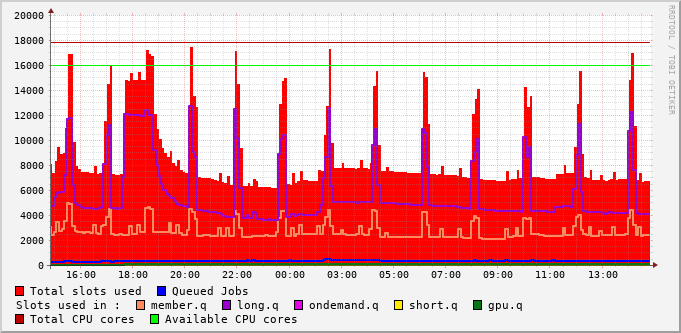 20000
18000
16000
14000
12000
10000
8000
6000
4000
2000
0
16:00 18:00 20:00 22:00 00:00 03:00 05:00 07:00 09:00 11:00 13:00
Total slots used Queued Jobs
Slots used in : member.q long.q ondemand.q short.q gpu.q
Total CPU cores Available CPU cores
RRDTOOL / TOBI OETIKER